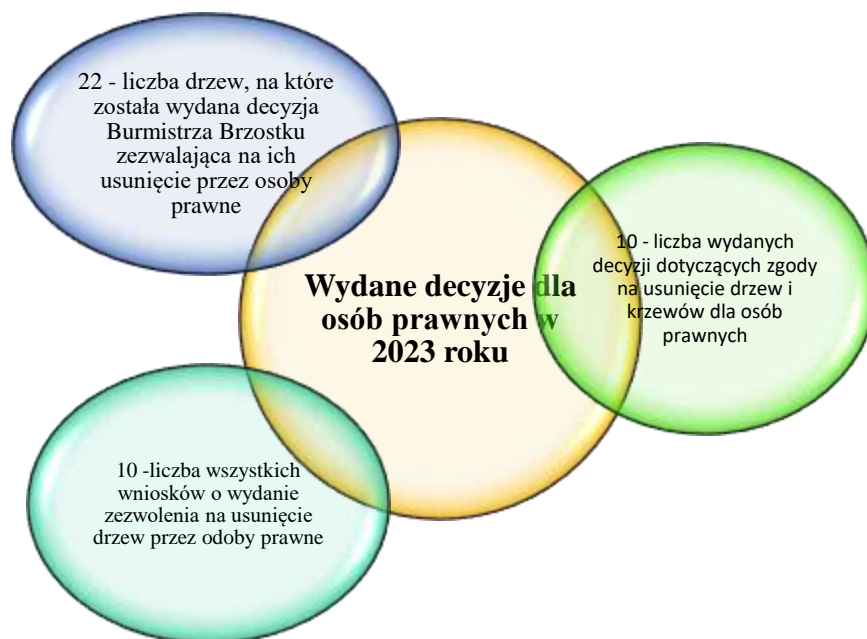 22 - liczba drzew, na które
została wydana decyzja
Burmistrza Brzostku
zezwalająca na ich
usunięcie przez osoby
prawne
Wydane decyzje dla
osób prawnych w
2023 roku
10 - liczba wydanych
decyzji dotyczących zgody
na usunięcie drzew i
krzewów dla osób
prawnych
10 -liczba wszystkich
wniosków o wydanie
zezwolenia na usunięcie
drzew przez odoby prawne